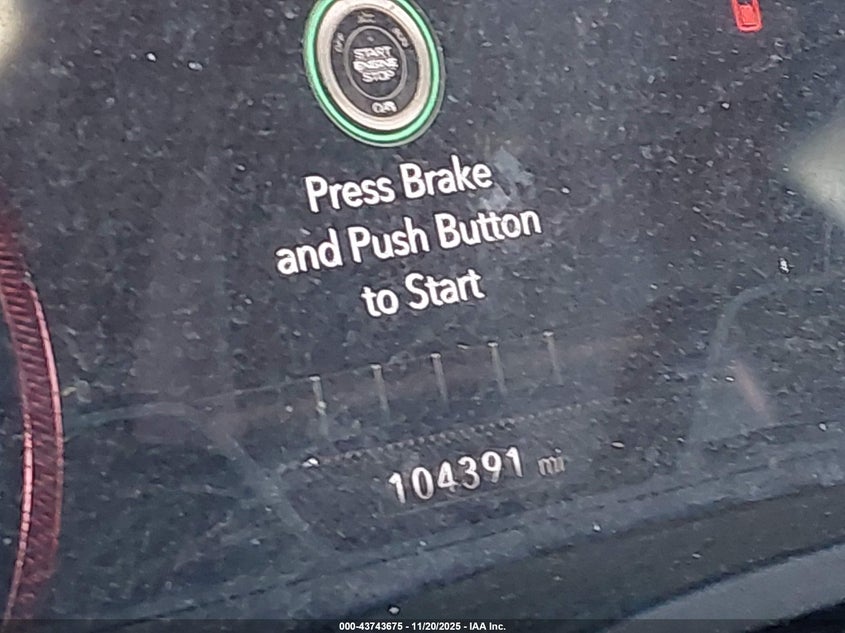 START
ENGINE
STOP
Press Brake
and Push Button
to Start
104391 mi
000-43743675 - 11/20/2025 - IAA Inc.